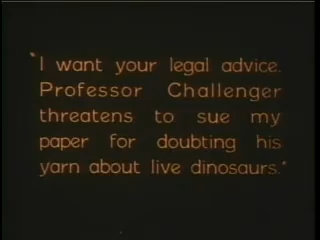 "I want your legal advice.
Professor Challenger
threatens to sue my
paper for doubting his
yarn about live dinosaurs."